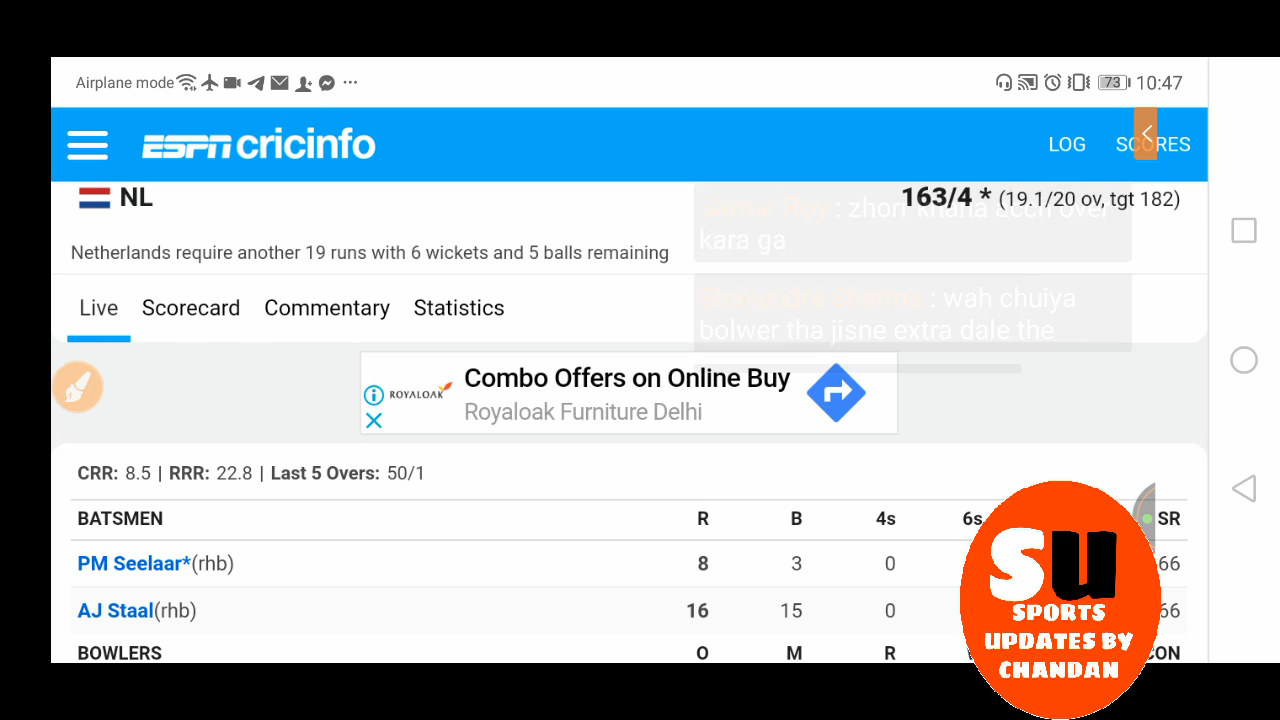 Airplane mode ... 73 10:47
ESPN cricinfo LOG SCORES
NL 163/4 * (19.1/20 ov, tgt 182)
: zhori khana acch over
kara ga
Netherlands require another 19 runs with 6 wickets and 5 balls remaining
: wah chuiya
bolwer tha jisne extra dale the
Live Scorecard Commentary Statistics
ROYALOAK Combo Offers on Online Buy
Royaloak Furniture Delhi
CRR: 8.5 | RRR: 22.8 | Last 5 Overs: 50/1
BATSMEN R B 4s 6s SR
PM Seelaar*(rhb) 8 3 0 66
AJ Staal(rhb) 16 15 0 66
BOWLERS O M R CON
SU
SPORTS
UPDATES BY
CHANDAN